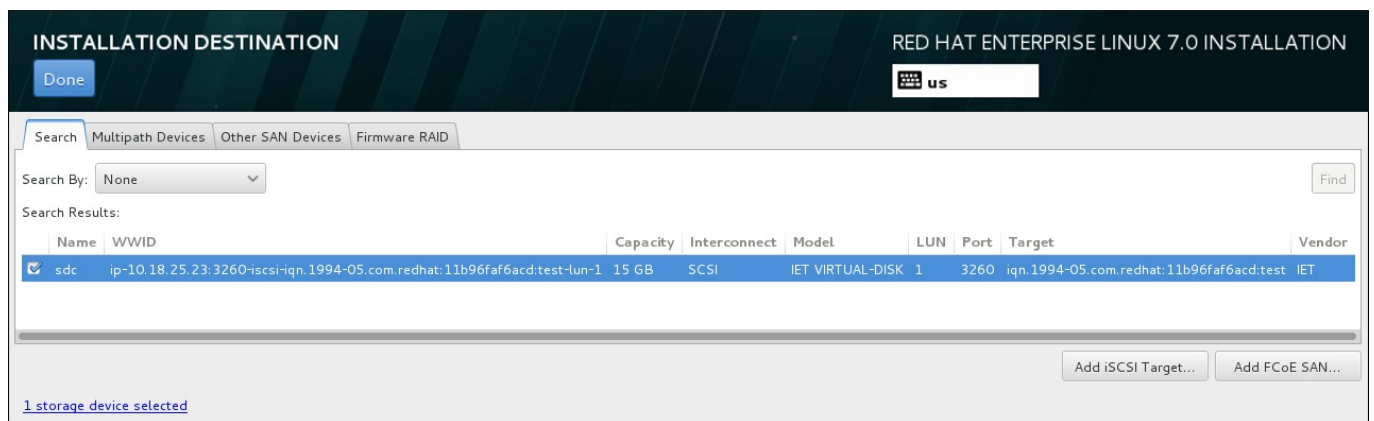 INSTALLATION DESTINATION
RED HAT ENTERPRISE LINUX 7.0 INSTALLATION
Done
us
Search Multipath Devices Other SAN Devices Firmware RAID
Search By: None Find
Search Results:
Name WWID Capacity Interconnect Model LUN Port Target Vendor
sdc ip-10.18.25.23:3260-iscsi-iqn.1994-05.com.redhat:11b96faf6acd:test-lun-1 15 GB SCSI IET VIRTUAL-DISK 1 3260 iqn.1994-05.com.redhat:11b96faf6acd:test IET
Add iSCSI Target... Add FCoE SAN...
1 storage device selected